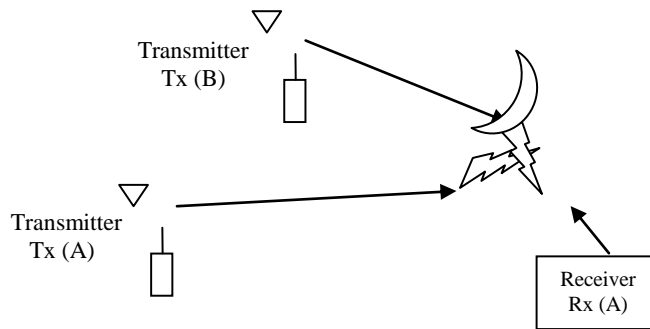 Transmitter
Tx (B)
Transmitter
Tx (A)
Receiver
Rx (A)